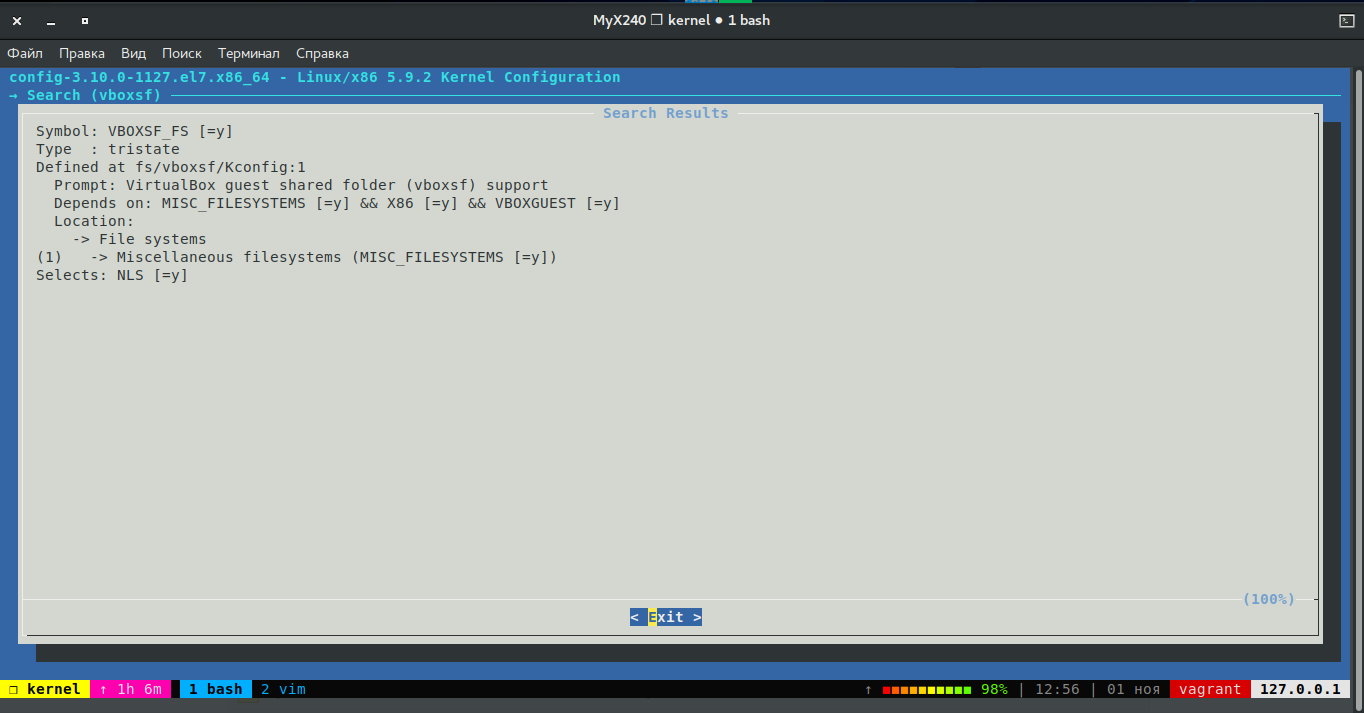 MyX240 ❐ kernel ● 1 bash
Файл Правка Вид Поиск Терминал Справка
config-3.10.0-1127.el7.x86_64 - Linux/x86 5.9.2 Kernel Configuration
→ Search (vboxsf)
Search Results
Symbol: VBOXSF_FS [=y]
Type  : tristate
Defined at fs/vboxsf/Kconfig:1
  Prompt: VirtualBox guest shared folder (vboxsf) support
  Depends on: MISC_FILESYSTEMS [=y] && X86 [=y] && VBOXGUEST [=y]
  Location:
    -> File systems
(1)   -> Miscellaneous filesystems (MISC_FILESYSTEMS [=y])
Selects: NLS [=y]
(100%)
< Exit >
❐ kernel ↑ 1h 6m 1 bash 2 vim ↑ 98% | 12:56 | 01 ноя vagrant 127.0.0.1